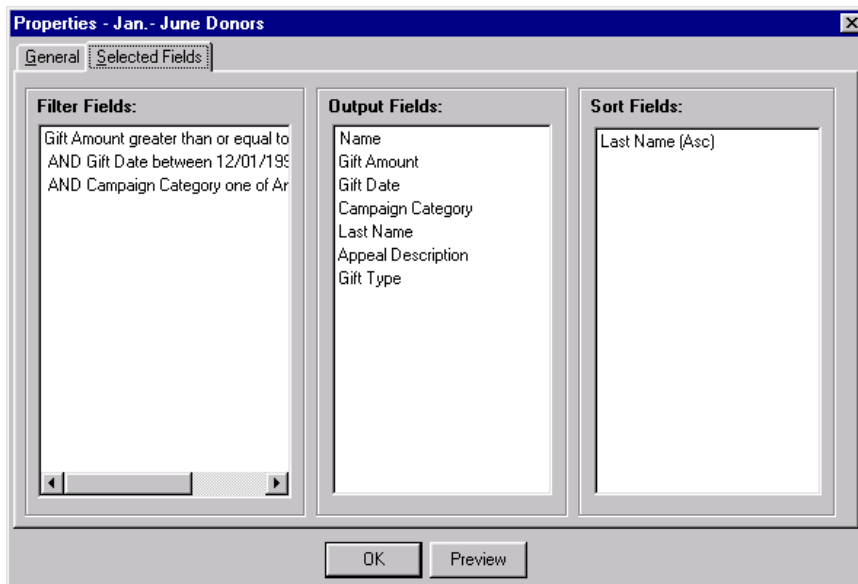 Properties - Jan.- June Donors
General Selected Fields
Filter Fields:
Gift Amount greater than or equal to
AND Gift Date between 12/01/199
AND Campaign Category one of Ar
Output Fields:
Name
Gift Amount
Gift Date
Campaign Category
Last Name
Appeal Description
Gift Type
Sort Fields:
Last Name (Asc)
OK Preview